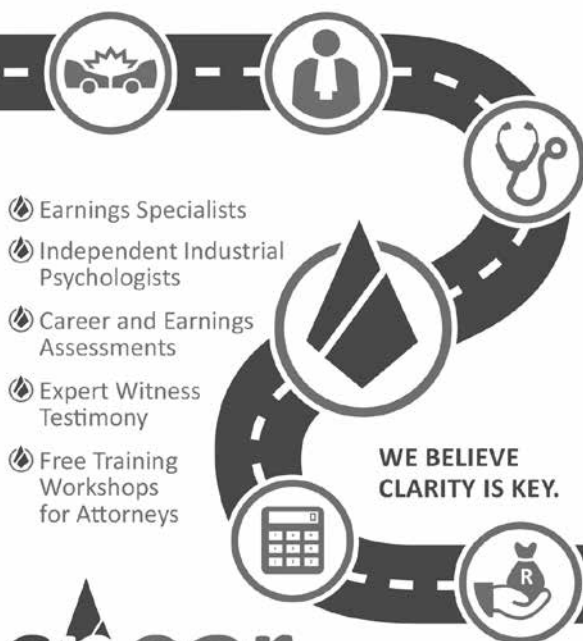 Earnings Specialists
Independent Industrial
Psychologists
Career and Earnings
Assessments
Expert Witness
Testimony
Free Training
Workshops
for Attorneys
WE BELIEVE
CLARITY IS KEY.
0
R